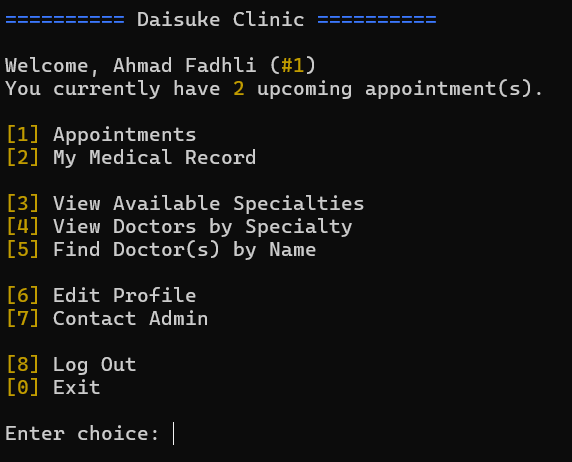 ========== Daisuke Clinic ==========
Welcome, Ahmad Fadhli (#1)
You currently have 2 upcoming appointment(s).
[1] Appointments
[2] My Medical Record
[3] View Available Specialties
[4] View Doctors by Specialty
[5] Find Doctor(s) by Name
[6] Edit Profile
[7] Contact Admin
[8] Log Out
[0] Exit
Enter choice: